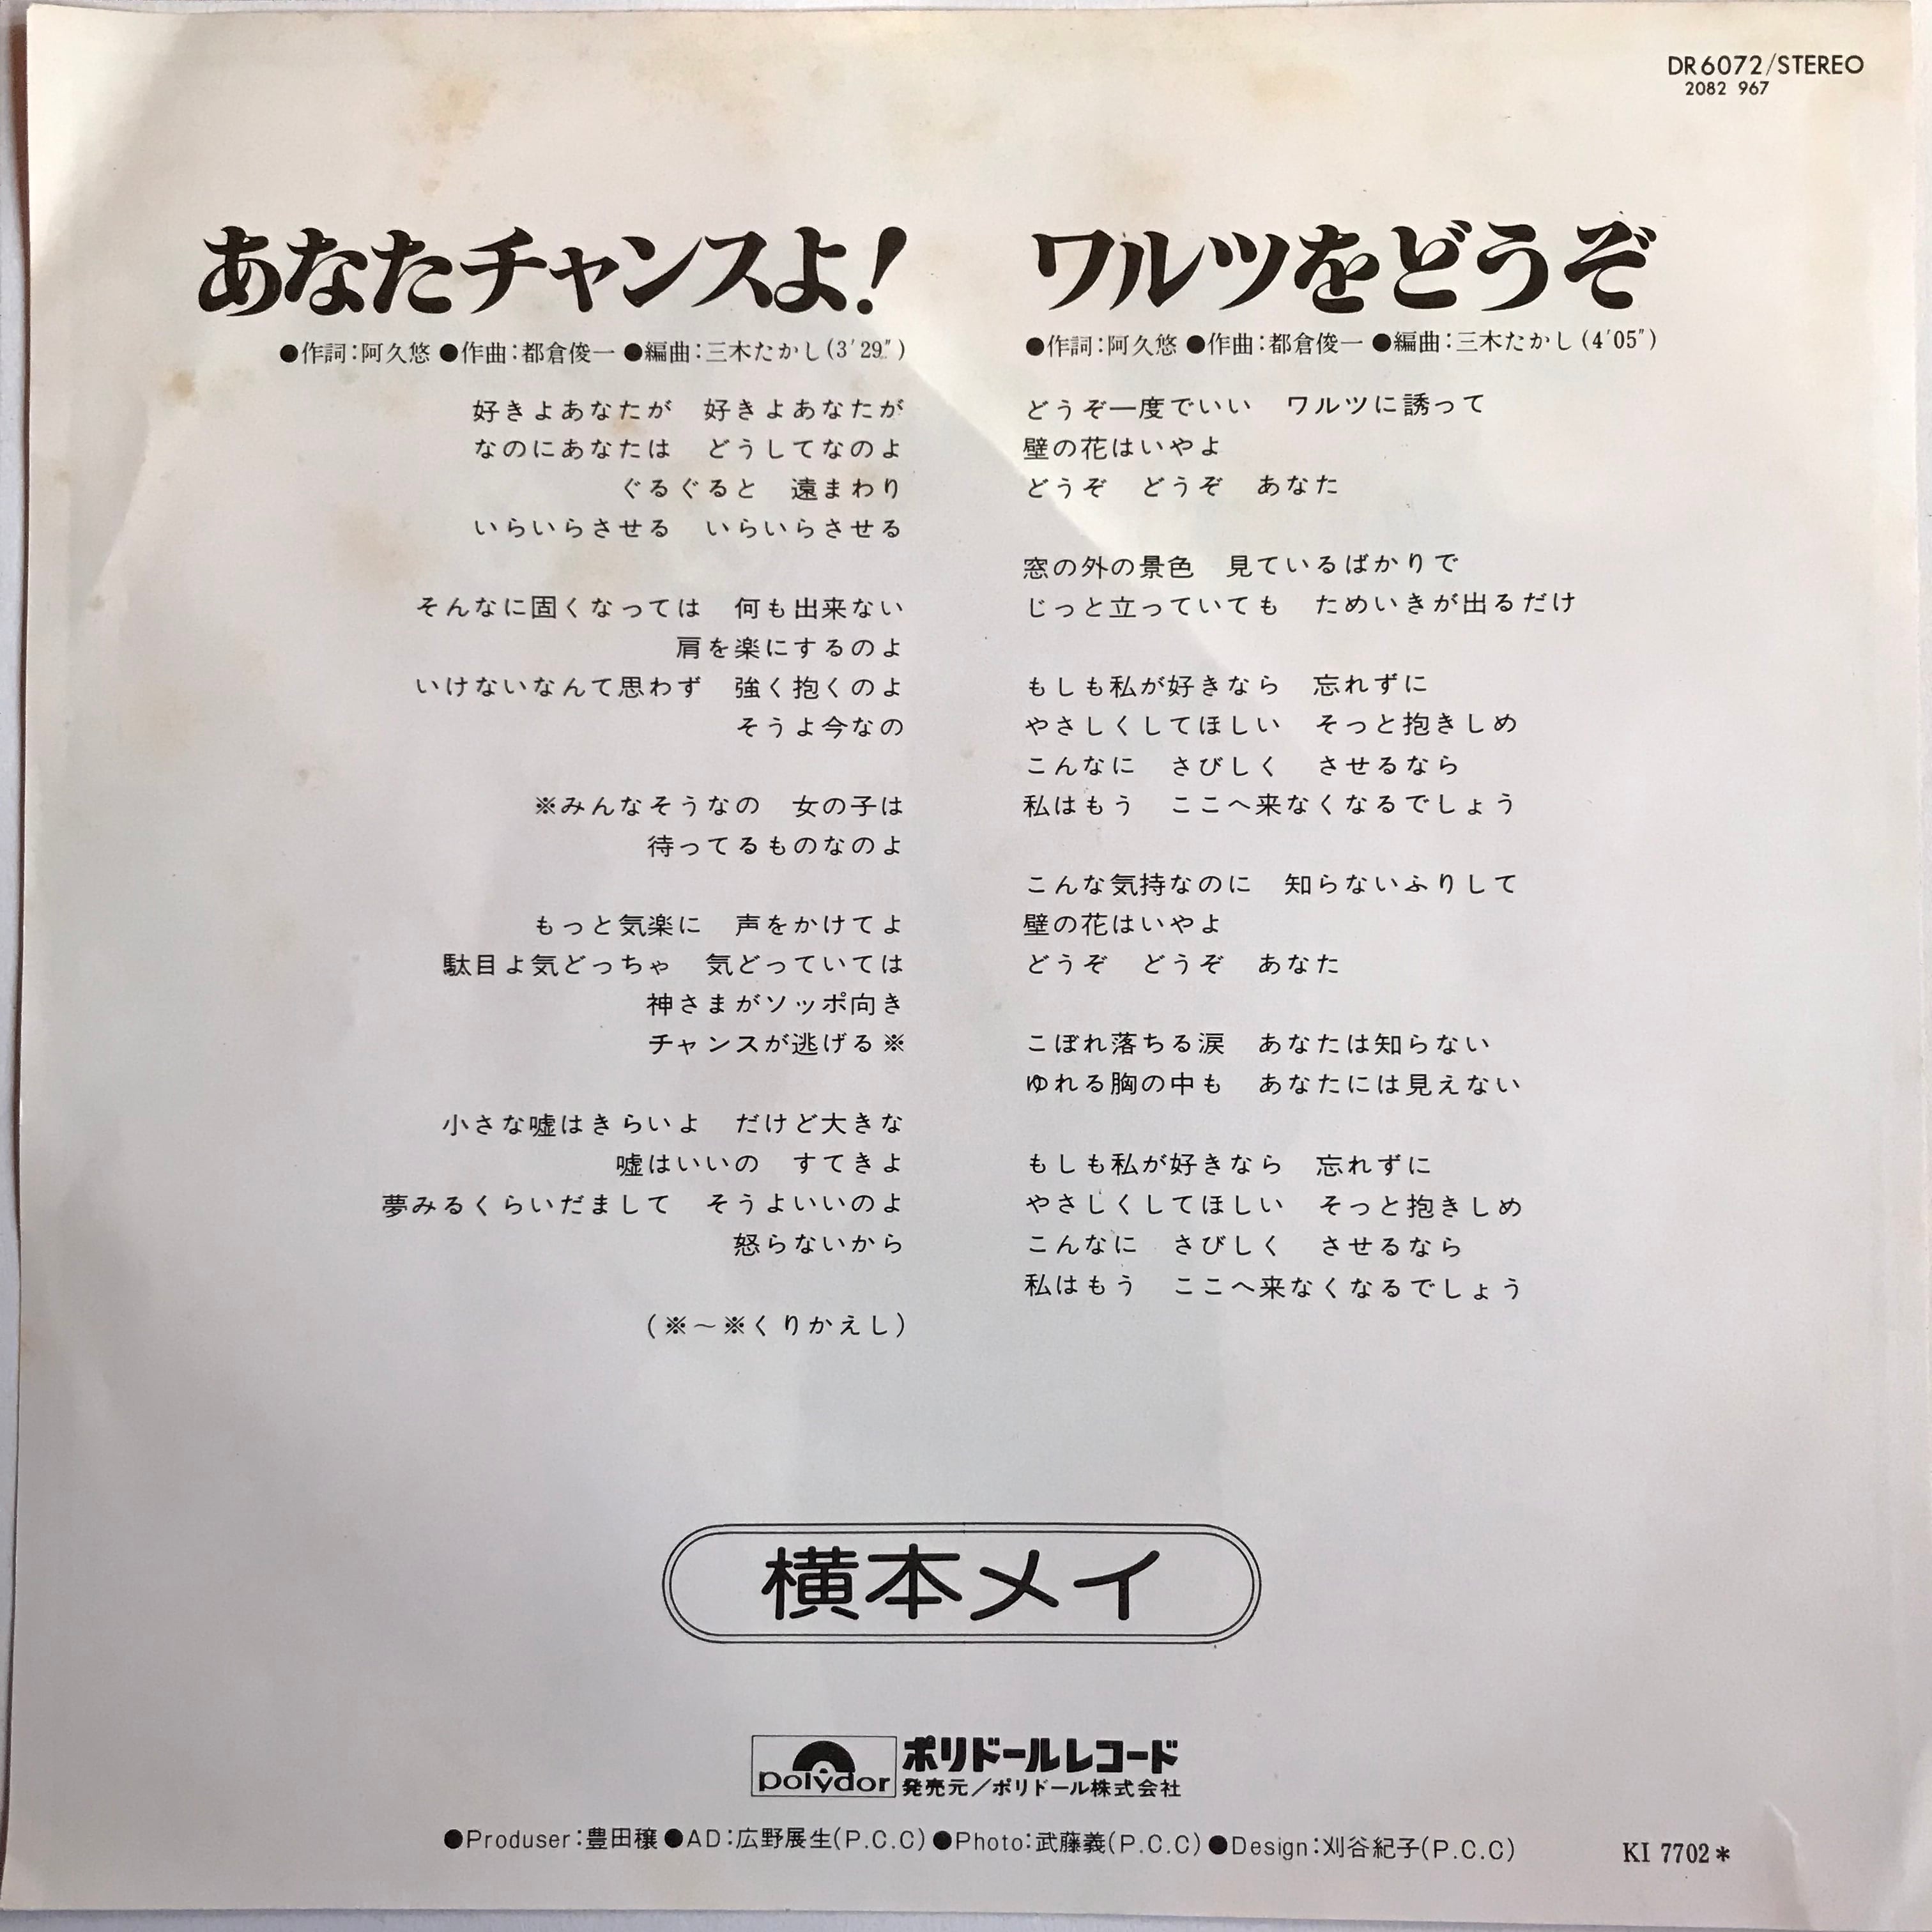 DR6072/STEREO
2082 967
あなたチャンスよ!
●作詞:阿久悠 ●作曲:都倉俊一 ●編曲:三木たかし(3′29″)
好きよあなたが　好きよあなたが
なのにあなたは　どうしてなのよ
ぐるぐると　遠まわり
いらいらさせる　いらいらさせる
そんなに固くなっては　何も出来ない
肩を楽にするのよ
いけないなんて思わず　強く抱くのよ
そうよ今なの
※みんなそうなの　女の子は
待ってるものなのよ
もっと気楽に　声をかけてよ
駄目よ気どっちゃ　気どっていては
神さまがソッポ向き
チャンスが逃げる※
小さな嘘はきらいよ　だけど大きな
嘘はいいの　すてきよ
夢みるくらいだまして　そうよいいのよ
怒らないから
(※〜※くりかえし)
ワルツをどうぞ
●作詞:阿久悠 ●作曲:都倉俊一 ●編曲:三木たかし(4′05″)
どうぞ一度でいい　ワルツに誘って
壁の花はいやよ
どうぞ　どうぞ　あなた
窓の外の景色　見ているばかりで
じっと立っていても　ためいきが出るだけ
もしも私が好きなら　忘れずに
やさしくしてほしい　そっと抱きしめ
こんなに　さびしく　させるなら
私はもう　ここへ来なくなるでしょう
こんな気持なのに　知らないふりして
壁の花はいやよ
どうぞ　どうぞ　あなた
こぼれ落ちる涙　あなたは知らない
ゆれる胸の中も　あなたには見えない
もしも私が好きなら　忘れずに
やさしくしてほしい　そっと抱きしめ
こんなに　さびしく　させるなら
私はもう　ここへ来なくなるでしょう
横本メイ
polydor
ポリドールレコード
発売元/ポリドール株式会社
●Produser:豊田穣●AD:広野展生(P.C.C)●Photo:武藤義(P.C.C)●Design:刈谷紀子(P.C.C)
KI 7702*